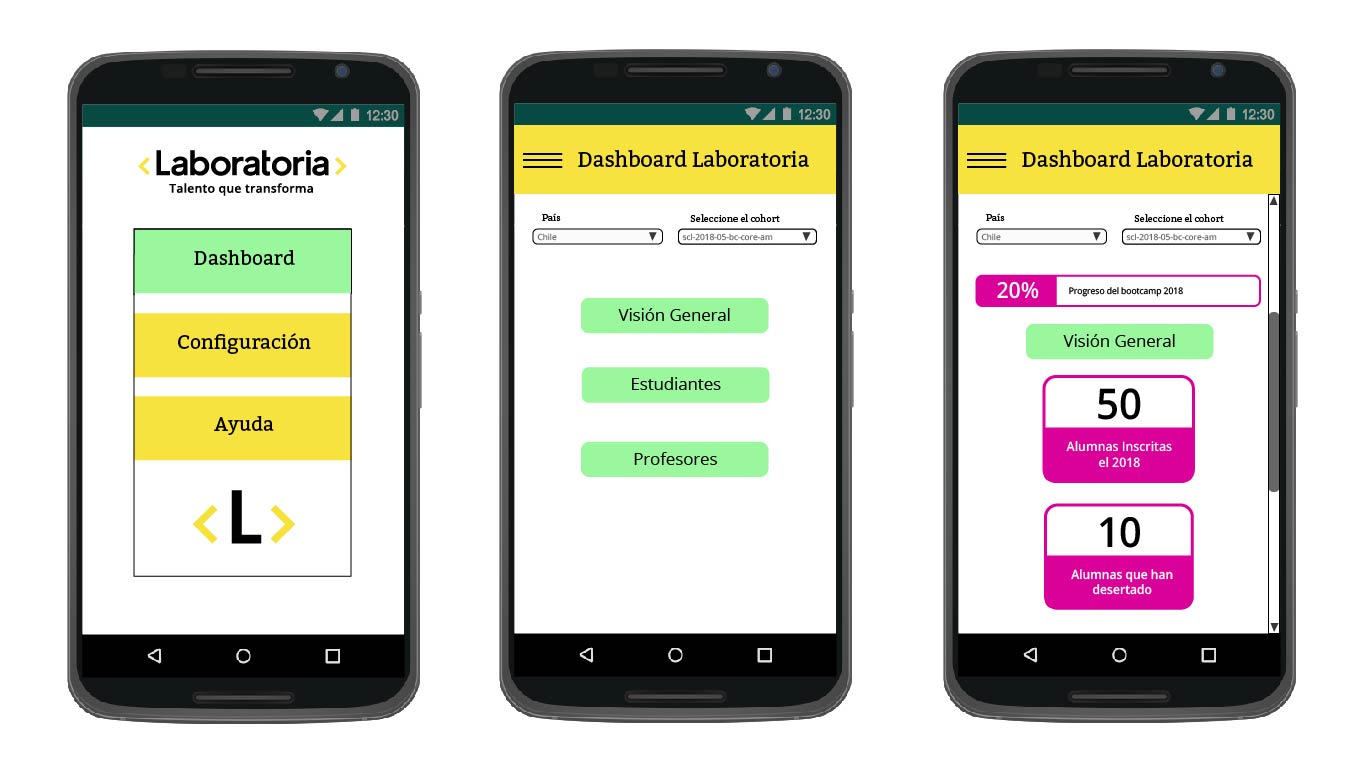 12:30
<Laboratoria>
Talento que transforma
Dashboard
Configuración
Ayuda
<L>
12:30
Dashboard Laboratoria
País
Seleccione el cohort
Chile
scl-2018-05-bc-core-am
Visión General
Estudiantes
Profesores
12:30
Dashboard Laboratoria
País
Seleccione el cohort
Chile
scl-2018-05-bc-core-am
20%
Progreso del bootcamp 2018
Visión General
50
Alumnas Inscritas
el 2018
10
Alumnas que han
desertado